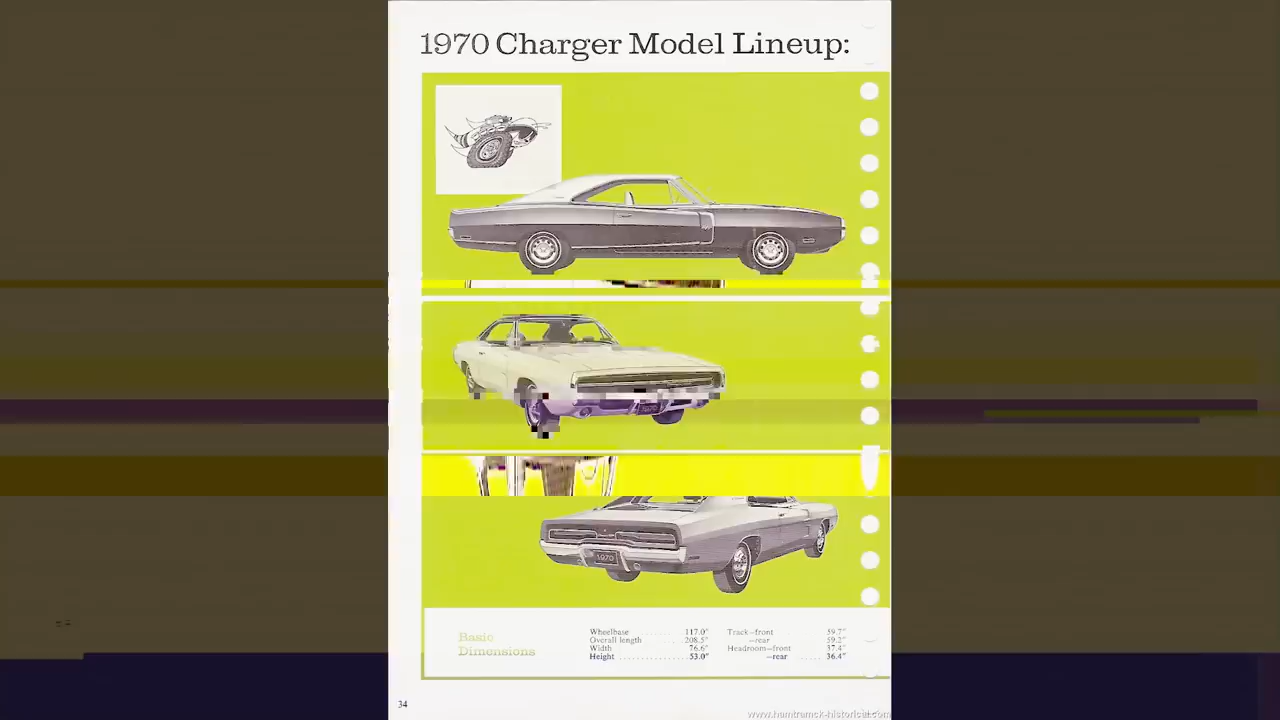 1970 Charger Model Lineup:
1970
1970
Basic
Dimensions
Wheelbase ........ 117.0"
Overall length ...... 208.5"
Width ........ 76.6"
Height ........ 53.0"
Track—front ........ 59.7"
—rear ........ 59.2"
Headroom—front ........ 37.4"
—rear ........ 36.4"
34
www.hamtramck-historical.com